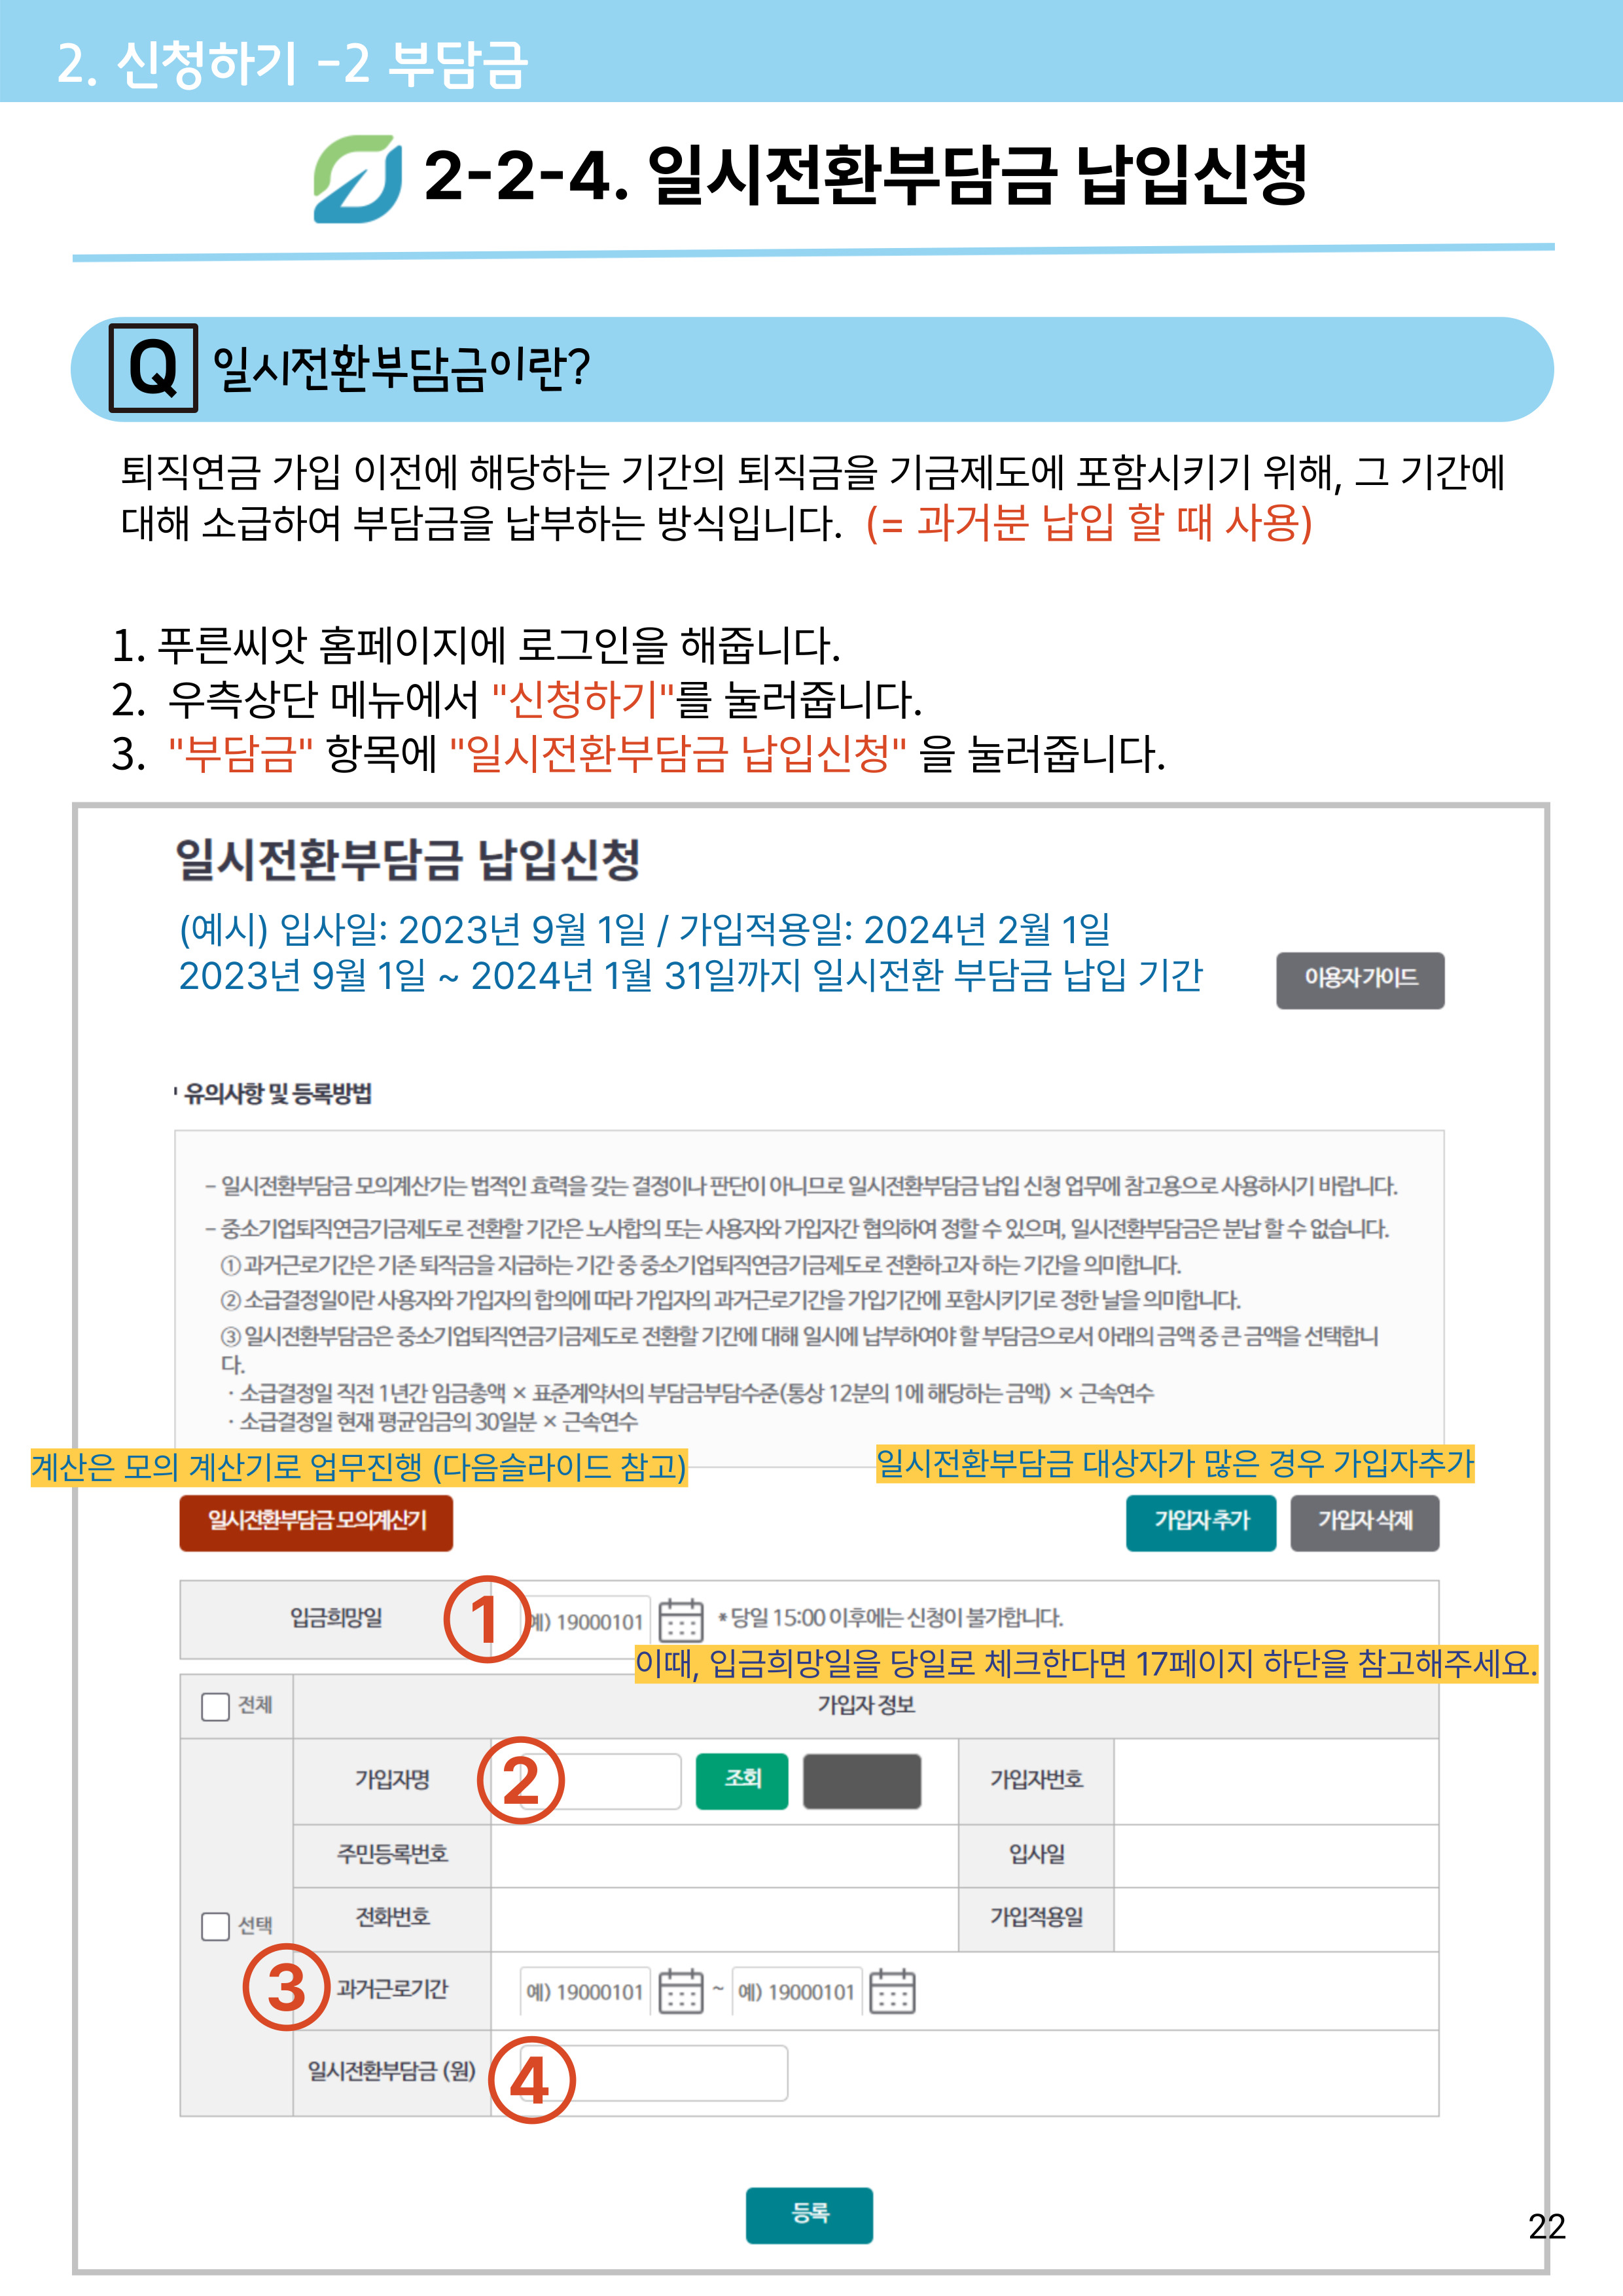 2. 신청하기 -2 부담금
2-2-4. 일시전환부담금 납입신청
Q 일시전환부담금이란?
퇴직연금 가입 이전에 해당하는 기간의 퇴직금을 기금제도에 포함시키기 위해, 그 기간에
대해 소급하여 부담금을 납부하는 방식입니다. (= 과거분 납입 할 때 사용)
1. 푸른씨앗 홈페이지에 로그인을 해줍니다.
2. 우측상단 메뉴에서 "신청하기"를 눌러줍니다.
3. "부담금" 항목에 "일시전환부담금 납입신청" 을 눌러줍니다.
일시전환부담금 납입신청
(예시) 입사일: 2023년 9월 1일 / 가입적용일: 2024년 2월 1일
2023년 9월 1일 ~ 2024년 1월 31일까지 일시전환 부담금 납입 기간
이용자 가이드
유의사항 및 등록방법
- 일시전환부담금 모의계산기는 법적인 효력을 갖는 결정이나 판단이 아니므로 일시전환부담금 납입 신청 업무에 참고용으로 사용하시기 바랍니다.
- 중소기업퇴직연금기금제도로 전환할 기간은 노사합의 또는 사용자와 가입자간 협의하여 정할 수 있으며, 일시전환부담금은 분납 할 수 없습니다.
① 과거근로기간은 기존 퇴직금을 지급하는 기간 중 중소기업퇴직연금기금제도로 전환하고자 하는 기간을 의미합니다.
② 소급결정일이란 사용자와 가입자의 합의에 따라 가입자의 과거근로기간을 가입기간에 포함시키기로 정한 날을 의미합니다.
③ 일시전환부담금은 중소기업퇴직연금기금제도로 전환할 기간에 대해 일시에 납부하여야 할 부담금으로서 아래의 금액 중 큰 금액을 선택합니
다.
· 소급결정일 직전 1년간 임금총액 × 표준계약서의 부담금부담수준(통상 12분의 1에 해당하는 금액) × 근속연수
· 소급결정일 현재 평균임금의 30일분 × 근속연수
계산은 모의 계산기로 업무진행 (다음슬라이드 참고)
일시전환부담금 대상자가 많은 경우 가입자추가
일시전환부담금 모의계산기
가입자 추가
가입자 삭제
입금희망일 ① 예) 19000101 * 당일 15:00 이후에는 신청이 불가합니다.
이때, 입금희망일을 당일로 체크한다면 17페이지 하단을 참고해주세요.
전체 가입자 정보
가입자명 ② 조회 가입자번호
주민등록번호 입사일
선택 전화번호 가입적용일
③ 과거근로기간 예) 19000101 ~ 예) 19000101
일시전환부담금 (원) ④
등록
22